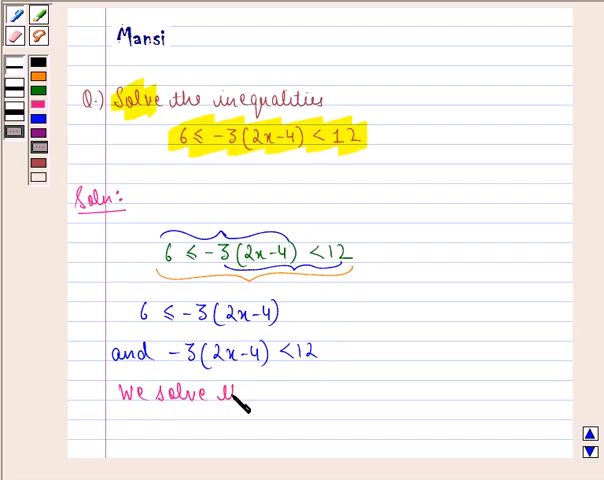 Mansi
Q.) Solve the inequalities
6 ≤ -3(2x-4) < 12
Soln:
6 ≤ -3(2x-4) < 12
6 ≤ -3(2x-4)
and -3(2x-4) < 12
We solve